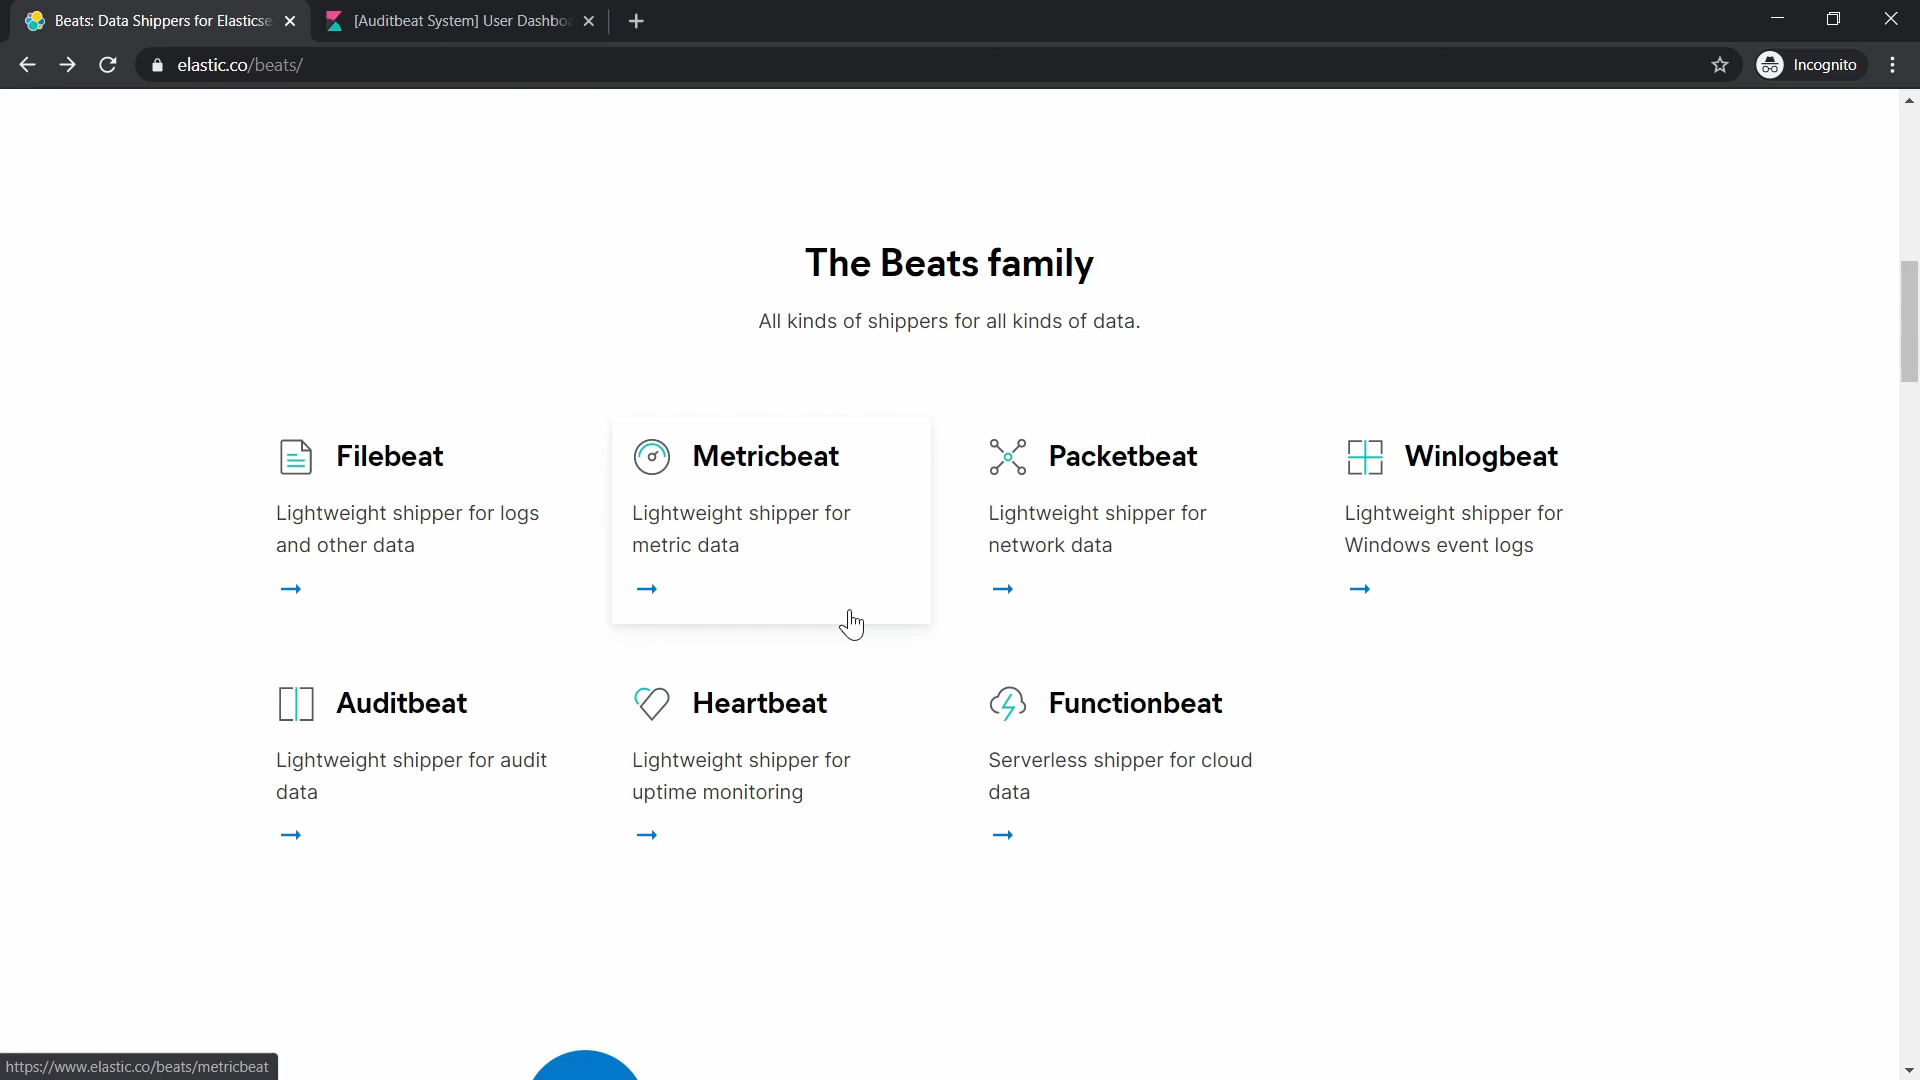 Beats: Data Shippers for Elasticse
[Auditbeat System] User Dashbo
elastic.co/beats/
Incognito
The Beats family
All kinds of shippers for all kinds of data.
Filebeat
Lightweight shipper for logs
and other data
Metricbeat
Lightweight shipper for
metric data
Packetbeat
Lightweight shipper for
network data
Winlogbeat
Lightweight shipper for
Windows event logs
Auditbeat
Lightweight shipper for audit
data
Heartbeat
Lightweight shipper for
uptime monitoring
Functionbeat
Serverless shipper for cloud
data
https://www.elastic.co/beats/metricbeat